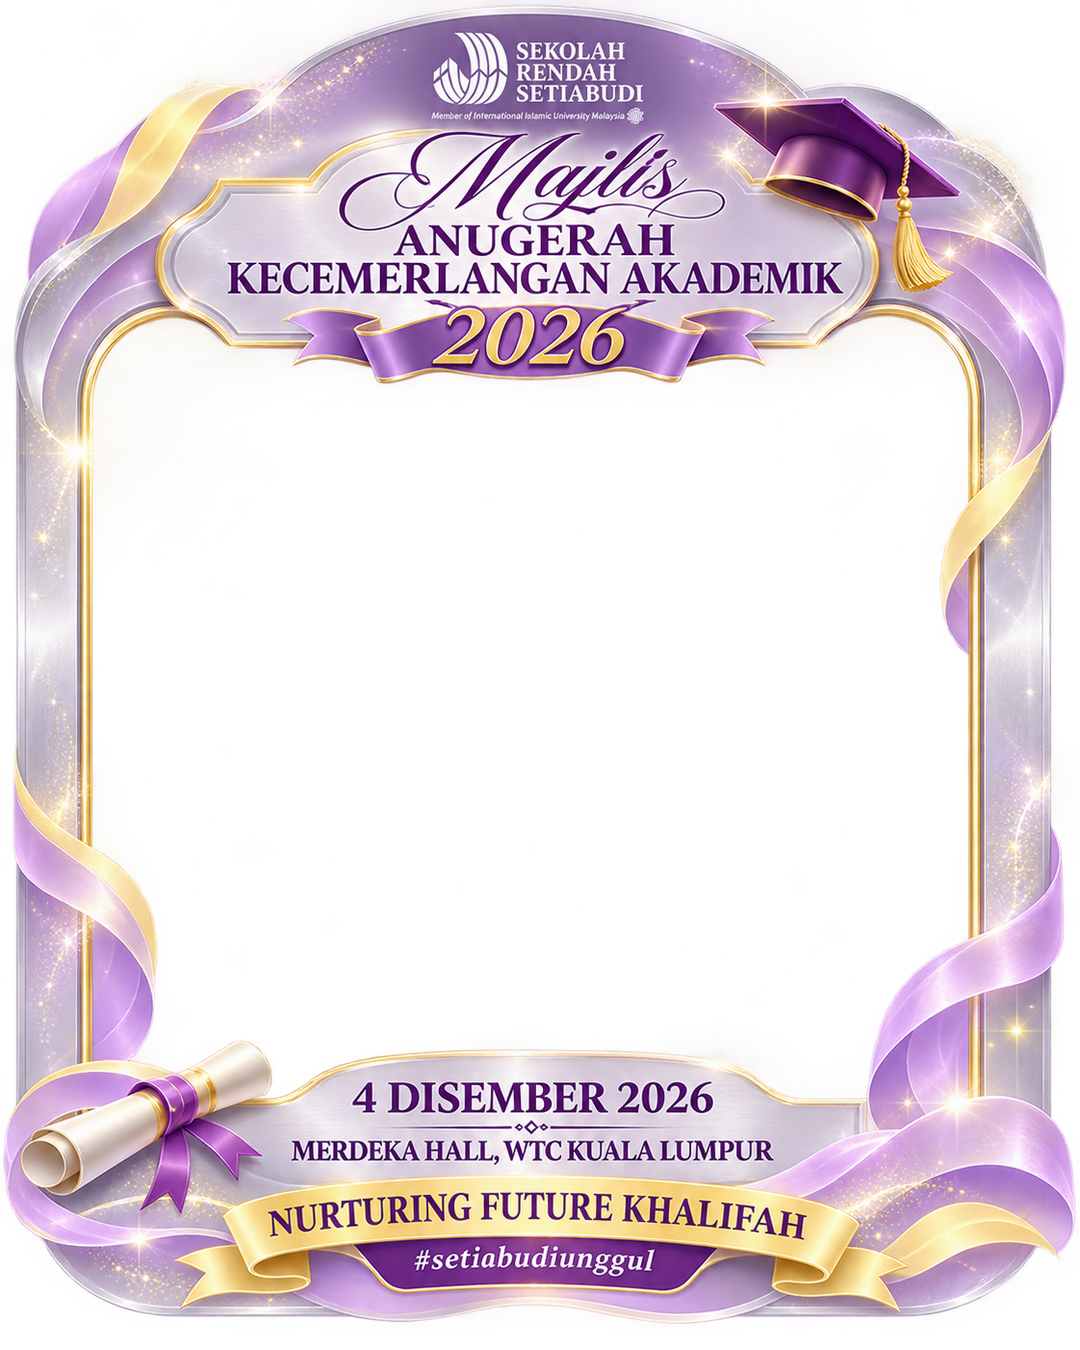 SEKOLAH
RENDAH
SETIABUDI
Member of International Islamic University Malaysia
Majlis
ANUGERAH
KECEMERLANGAN AKADEMIK
2026
4 DISEMBER 2026
MERDEKA HALL, WTC KUALA LUMPUR
NURTURING FUTURE KHALIFAH
#setiabudiunggul